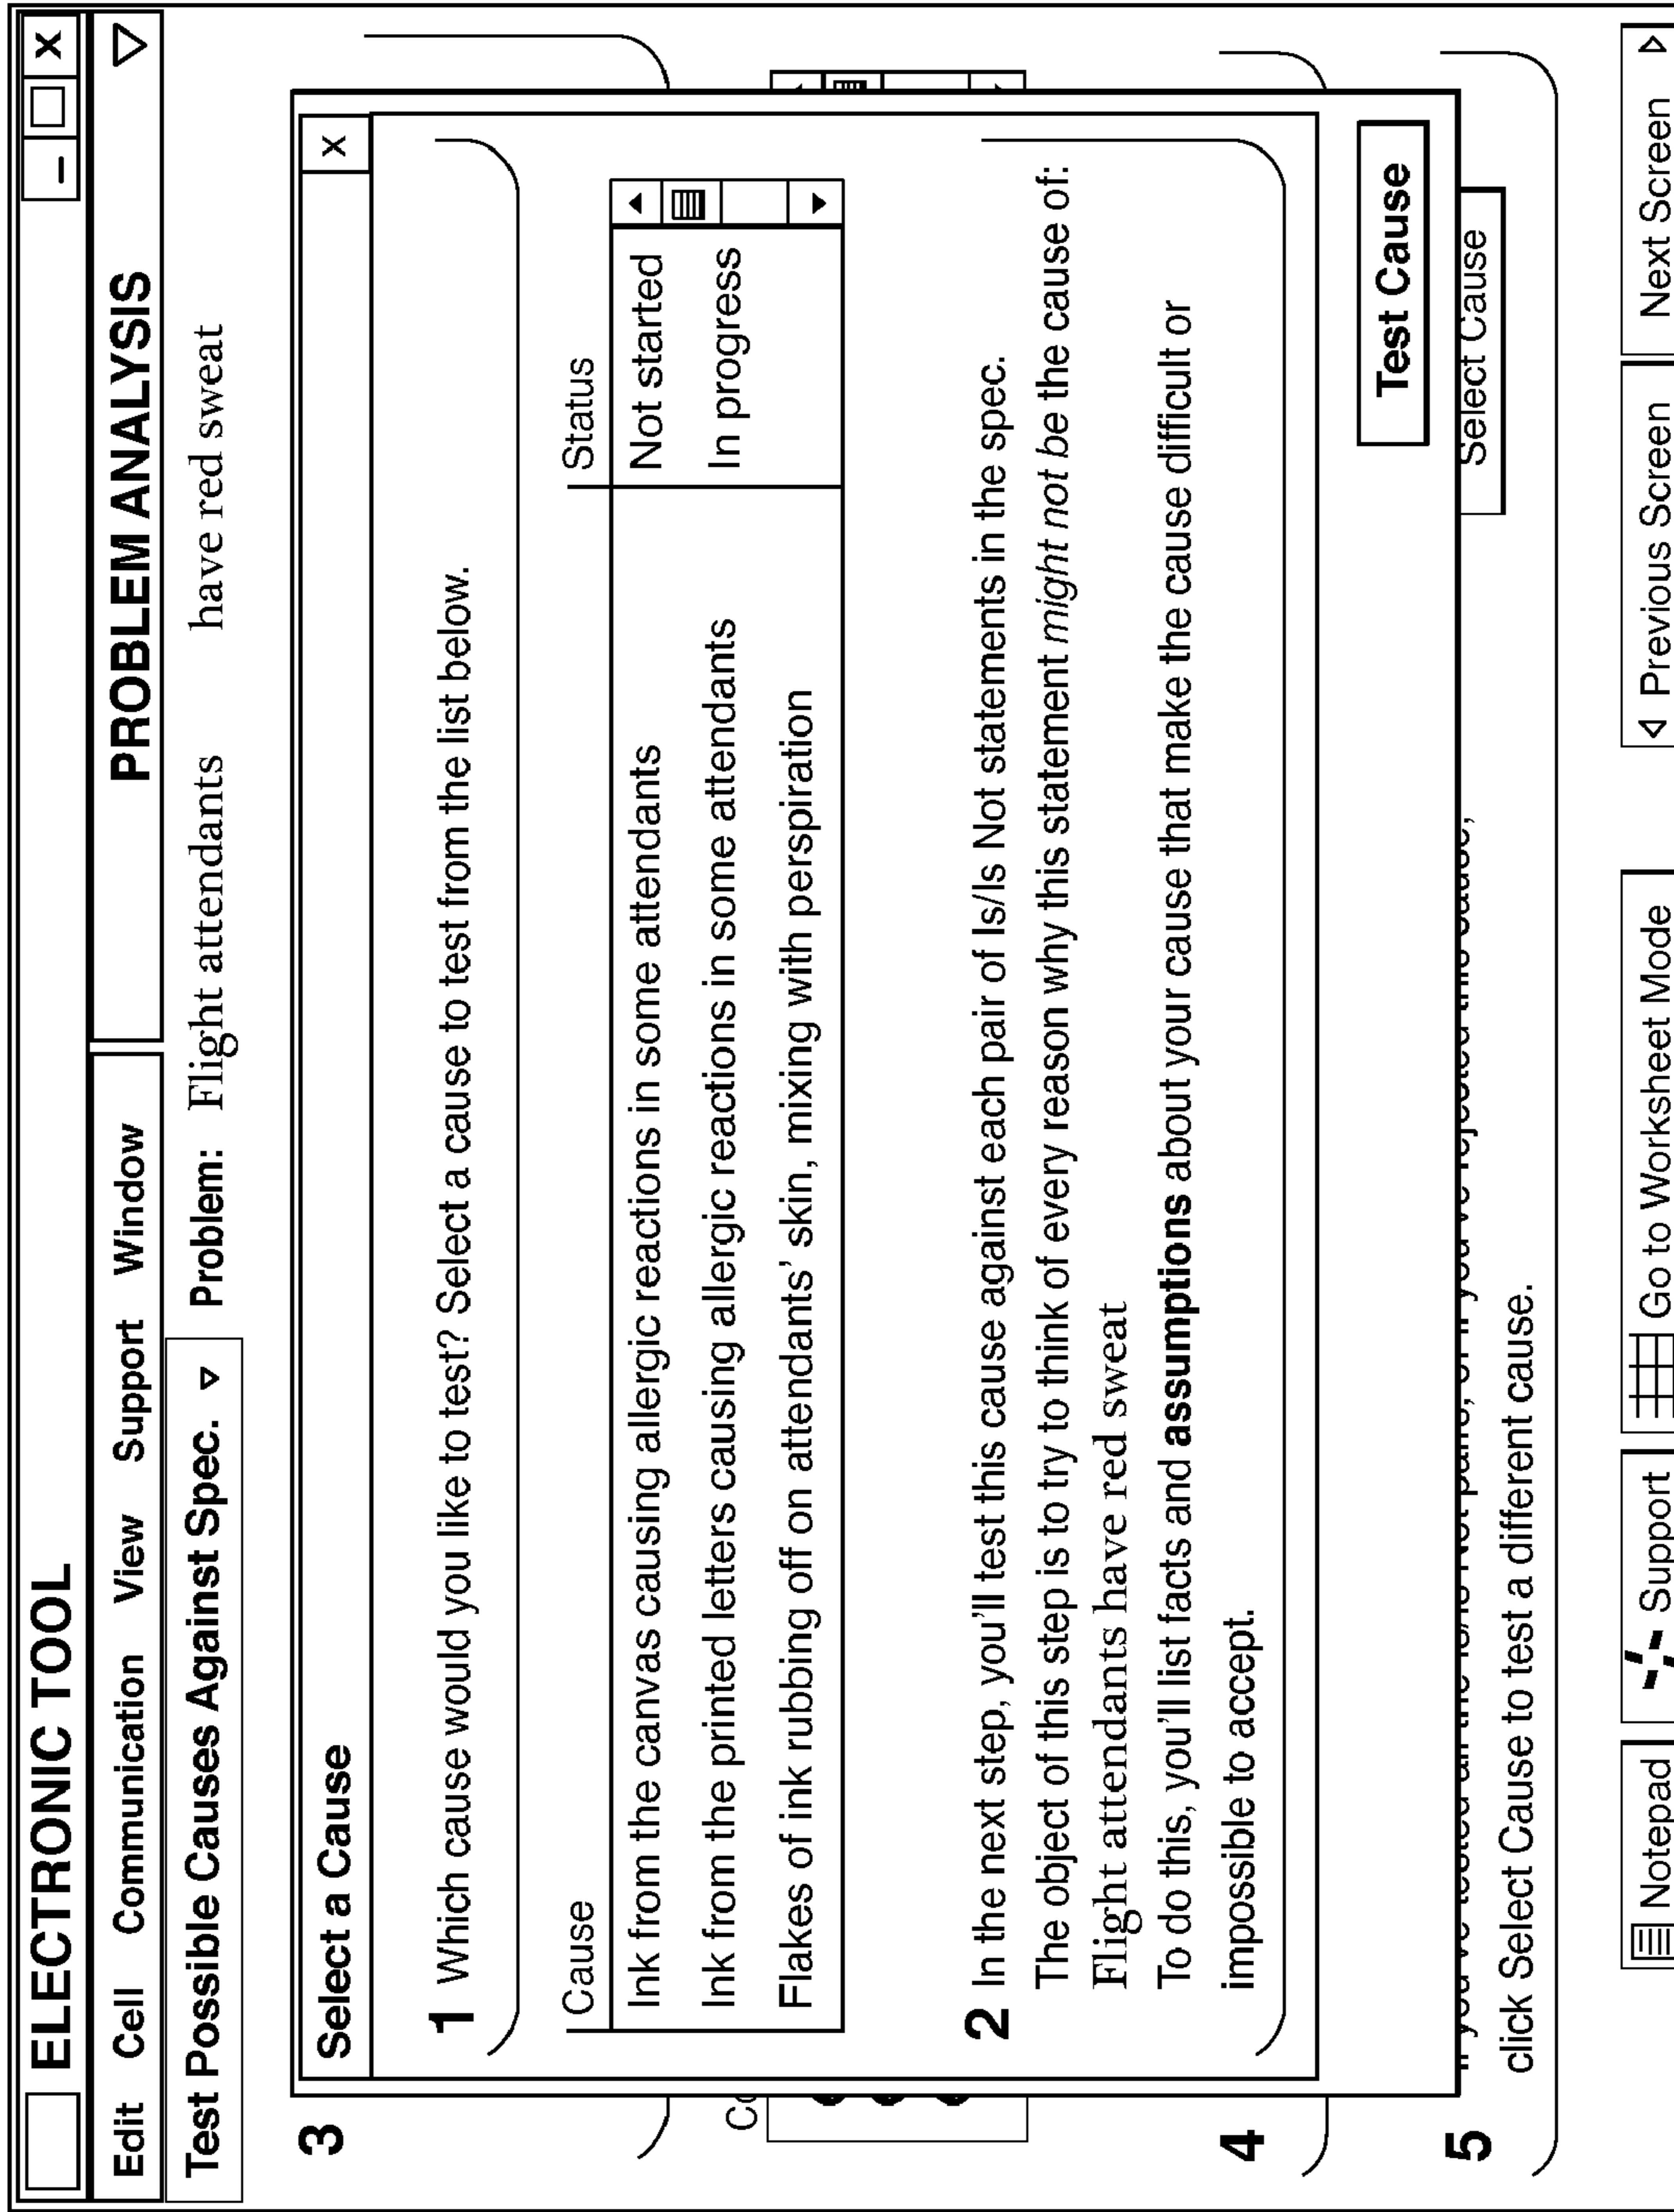 ELECTRONIC TOOL
– X
Edit Cell Communication View Support Window PROBLEM ANALYSIS
Test Possible Causes Against Spec. Problem: Flight attendants have red sweat
3
Select a Cause X
1 Which cause would you like to test? Select a cause to test from the list below.
Cause Status
Ink from the canvas causing allergic reactions in some attendants Not started
Ink from the printed letters causing allergic reactions in some attendants In progress
Flakes of ink rubbing off on attendants' skin, mixing with perspiration
2 In the next step, you'll test this cause against each pair of Is/Is Not statements in the spec.
The object of this step is to try to think of every reason why this statement might not be the cause of:
Flight attendants have red sweat
To do this, you'll list facts and assumptions about your cause that make the cause difficult or
impossible to accept.
4
Test Cause
5
Select Cause
click Select Cause to test a different cause.
Notepad Support Go to Worksheet Mode Previous Screen Next Screen